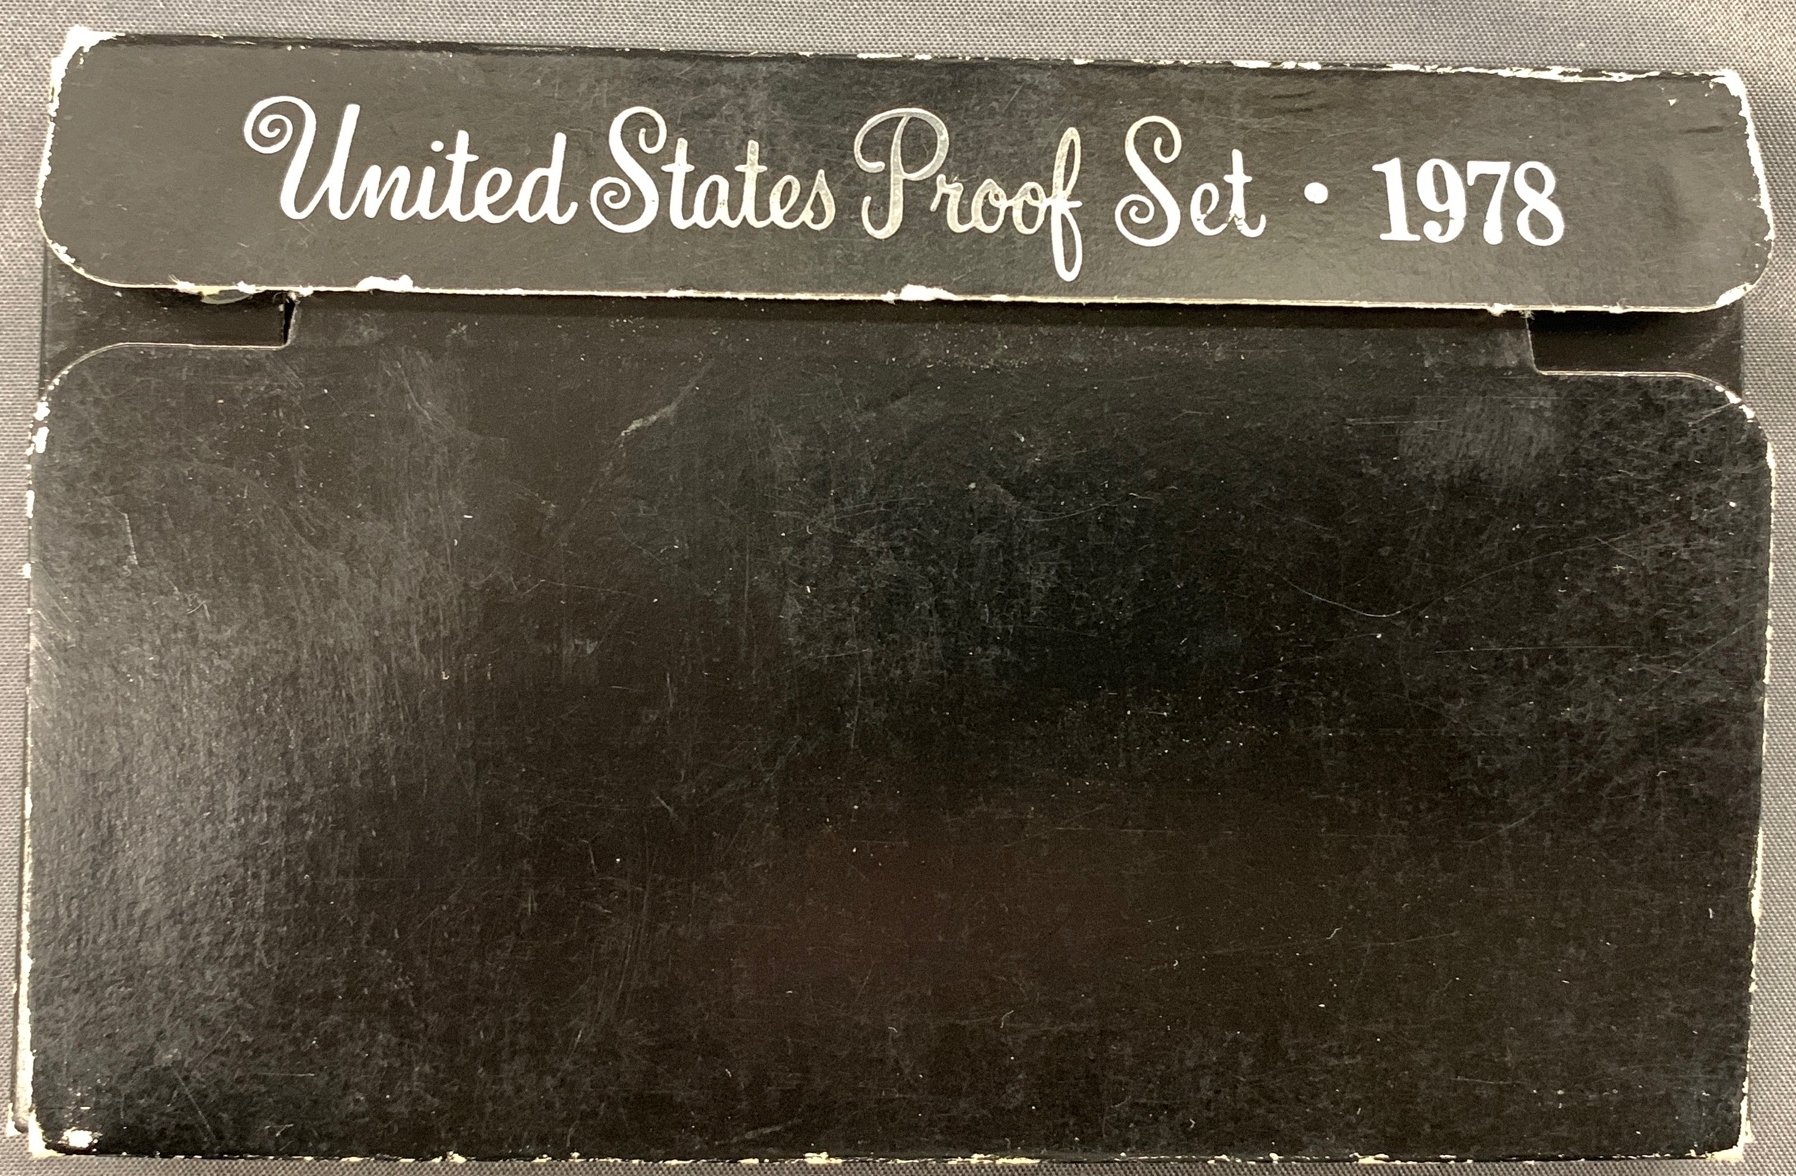 United States Proof Set • 1978